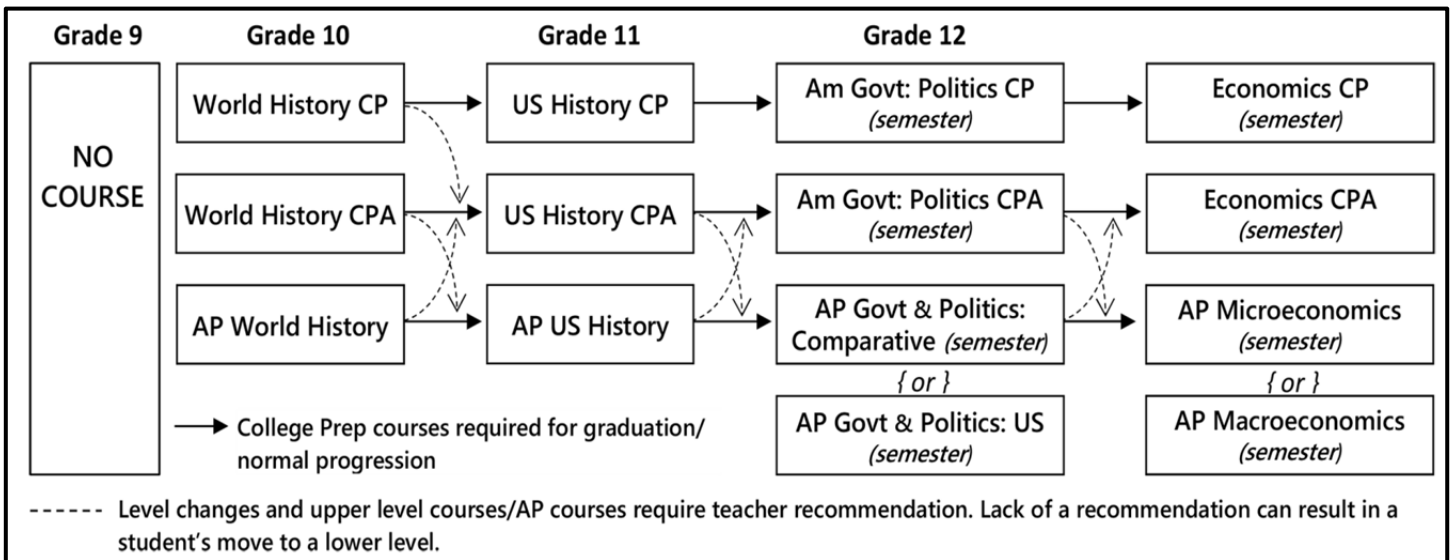 Grade 9
Grade 10
Grade 11
Grade 12
NO
COURSE
World History CP
US History CP
Am Govt: Politics CP
(semester)
Economics CP
(semester)
World History CPA
US History CPA
Am Govt: Politics CPA
(semester)
Economics CPA
(semester)
AP World History
AP US History
AP Govt & Politics:
Comparative (semester)
AP Microeconomics
(semester)
{ or }
{ or }
AP Govt & Politics: US
(semester)
AP Macroeconomics
(semester)
College Prep courses required for graduation/
normal progression
Level changes and upper level courses/AP courses require teacher recommendation. Lack of a recommendation can result in a
student's move to a lower level.